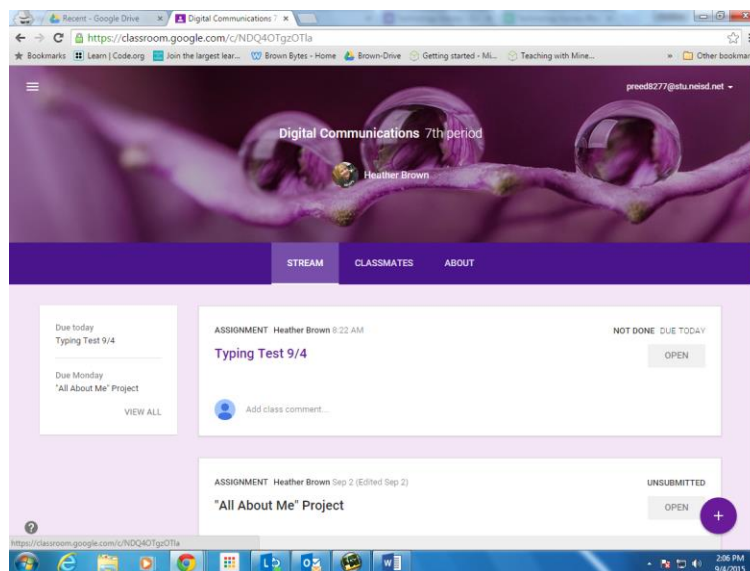 Recent - Google Drive
Digital Communications 7
https://classroom.google.com/c/NDQ4OTgzOTla
Bookmarks
Learn | Code.org
Join the largest lear...
Brown Bytes - Home
Brown-Drive
Getting started - Mi...
Teaching with Mine...
»
Other bookmar
preed8277@stu.neisd.net
Digital Communications 7th period
Heather Brown
STREAM CLASSMATES ABOUT
Due today
Typing Test 9/4
Due Monday
"All About Me" Project
VIEW ALL
ASSIGNMENT Heather Brown 8:22 AM
NOT DONE DUE TODAY
Typing Test 9/4
OPEN
Add class comment...
ASSIGNMENT Heather Brown Sep 2 (Edited Sep 2)
UNSUBMITTED
"All About Me" Project
OPEN
+
?
https://classroom.google.com/c/NDQ4OTgzOTla
2:06 PM
9/4/2015